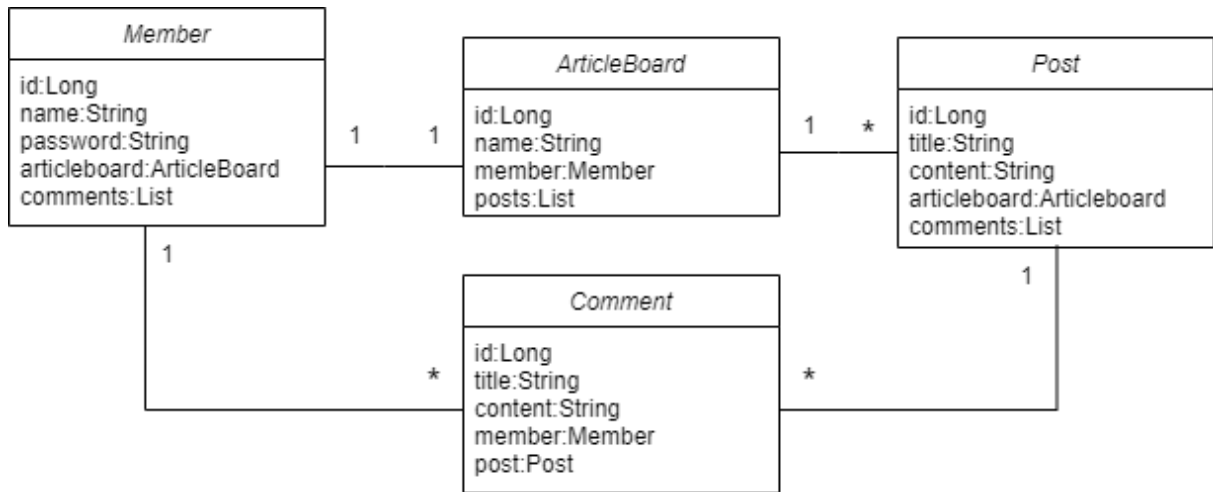 Member
id:Long
name:String
password:String
articleboard:ArticleBoard
comments:List
1
1
ArticleBoard
id:Long
name:String
member:Member
posts:List
1
*
Post
id:Long
title:String
content:String
articleboard:Articleboard
comments:List
1
*
Comment
id:Long
title:String
content:String
member:Member
post:Post
*
1